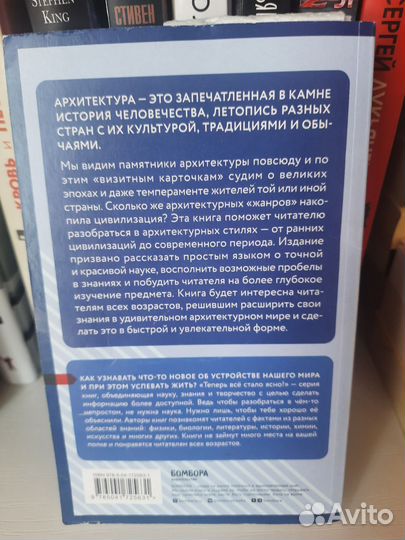 STEPHEN
KING
СТИВЕН
СЕРГЕЙ
КРОВЬ И
АРХИТЕКТУРА – ЭТО ЗАПЕЧАТЛЕННАЯ В КАМНЕ
ИСТОРИЯ ЧЕЛОВЕЧЕСТВА, ЛЕТОПИСЬ РАЗНЫХ
СТРАН С ИХ КУЛЬТУРОЙ, ТРАДИЦИЯМИ И ОБЫ-
ЧАЯМИ.
Мы видим памятники архитектуры повсюду и по
этим «визитным карточкам» судим о великих
эпохах и даже темпераменте жителей той или иной
страны. Сколько же архитектурных «жанров» нако-
пила цивилизация? Эта книга поможет читателю
разобраться в архитектурных стилях – от ранних
цивилизаций до современного периода. Издание
призвано рассказать простым языком о точной
и красивой науке, восполнить возможные пробелы
в знаниях и побудить читателя на более глубокое
изучение предмета. Книга будет интересна чита-
телям всех возрастов, решившим расширить свои
знания в удивительном архитектурном мире и сде-
лать это в быстрой и увлекательной форме.
КАК УЗНАВАТЬ ЧТО-ТО НОВОЕ ОБ УСТРОЙСТВЕ НАШЕГО МИРА
И ПРИ ЭТОМ УСПЕВАТЬ ЖИТЬ? «Теперь всё стало ясно!» – серия
книг, объединяющая науку, знания и творчество с целью сделать
информацию более доступной. Ведь чтобы разобраться в чём-то
непростом, не нужна наука. Нужно лишь, чтобы тебе хорошо её
объяснили. Авторы книг познакомят читателей с фактами из раз-
ных областей знаний: физики, биологии, литературы, истории, химии,
искусства и многих других. Книги не займут много места на вашей
полке и понравятся читателям всех возрастов.
БОМБОРА
Avito